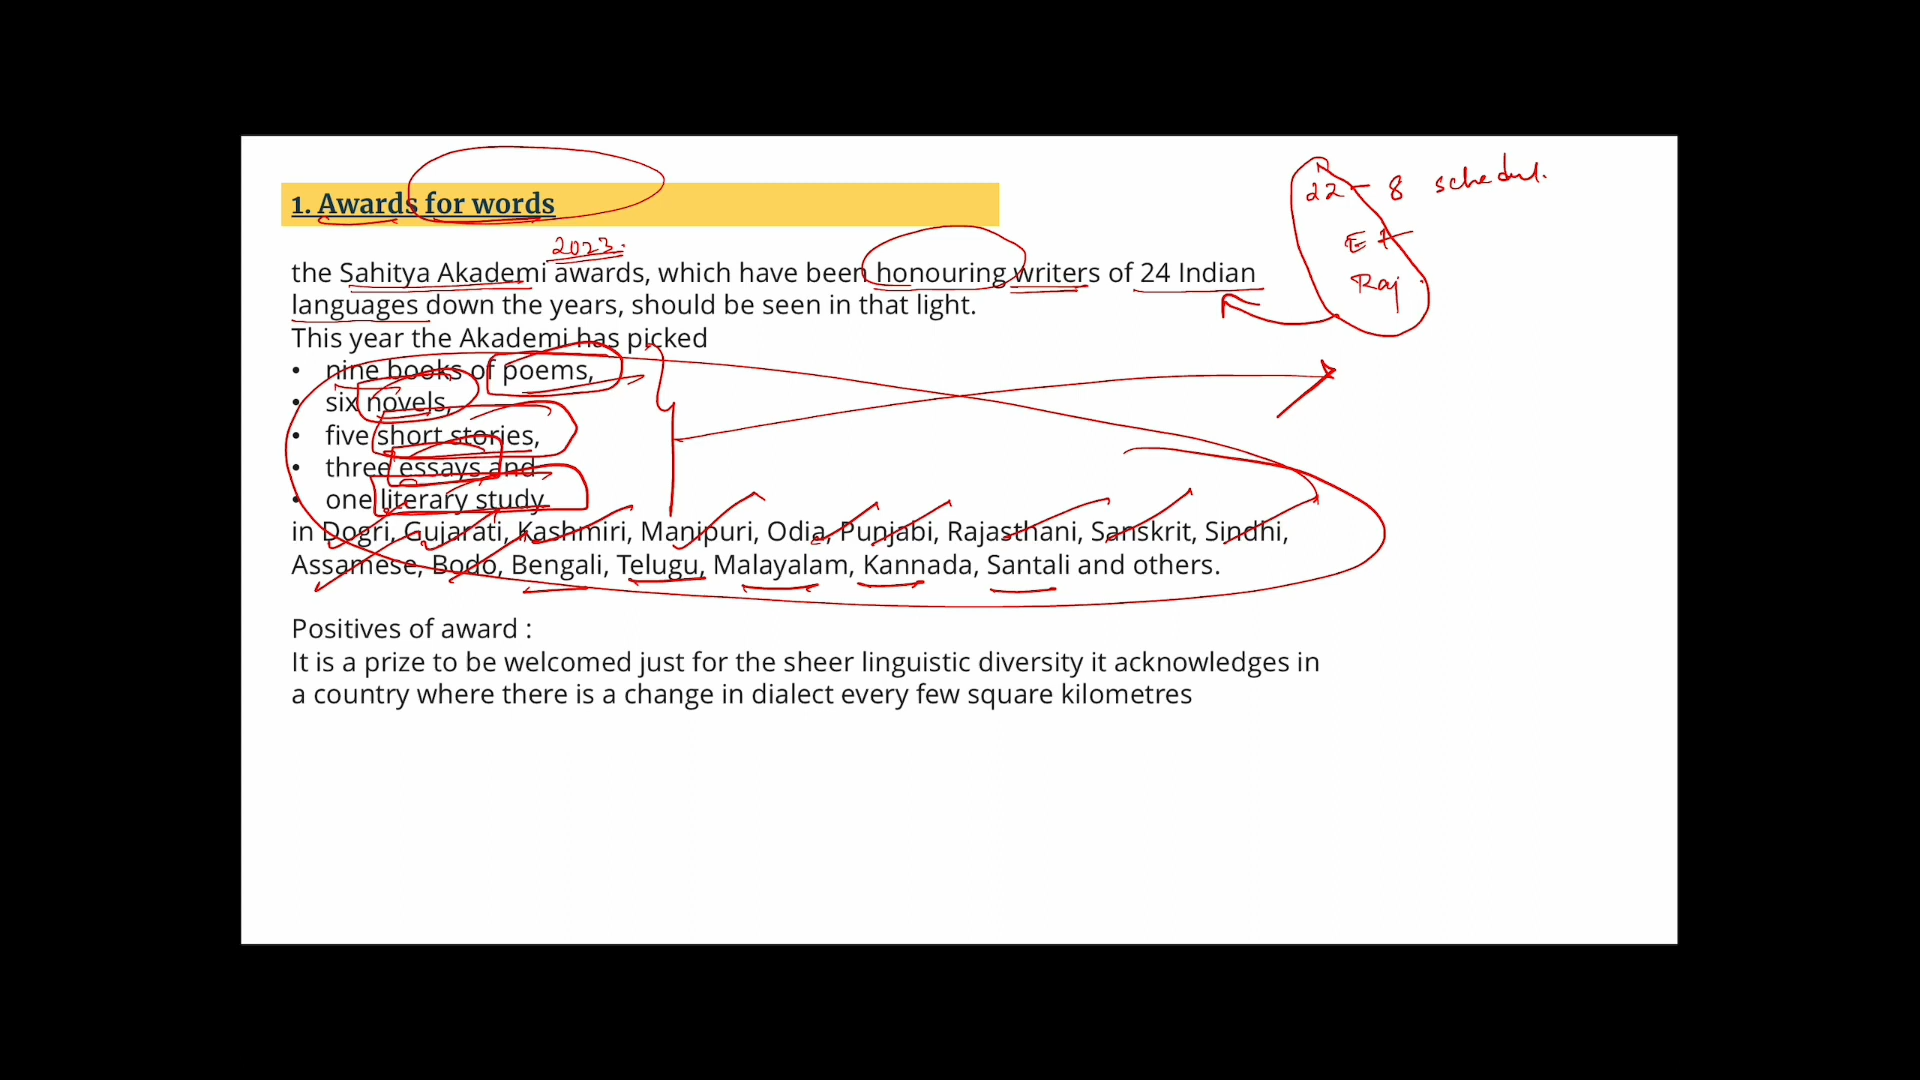 1. Awards for words
22 - 8 schedul.
2023.
E +
Raj
the Sahitya Akademi awards, which have been honouring writers of 24 Indian
languages down the years, should be seen in that light.
This year the Akademi has picked
• nine books of poems,
• six novels,
• five short stories,
• three essays and
• one literary study
in Dogri, Gujarati, Kashmiri, Manipuri, Odia, Punjabi, Rajasthani, Sanskrit, Sindhi,
Assamese, Bodo, Bengali, Telugu, Malayalam, Kannada, Santali and others.
Positives of award :
It is a prize to be welcomed just for the sheer linguistic diversity it acknowledges in
a country where there is a change in dialect every few square kilometres